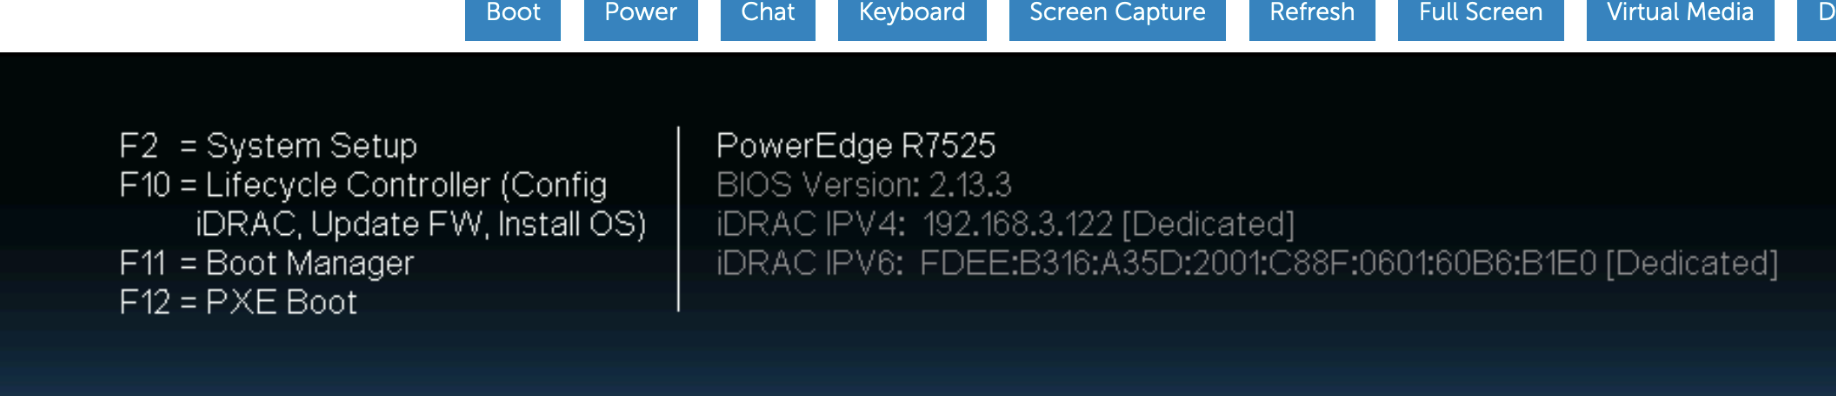 Boot Power Chat Keyboard Screen Capture Refresh Full Screen Virtual Media D
F2 = System Setup
F10 = Lifecycle Controller (Config
iDRAC, Update FW, Install OS)
F11 = Boot Manager
F12 = PXE Boot
PowerEdge R7525
BIOS Version: 2.13.3
iDRAC IPV4: 192.168.3.122 [Dedicated]
iDRAC IPV6: FDEE:B316:A35D:2001:C88F:0601:60B6:B1E0 [Dedicated]